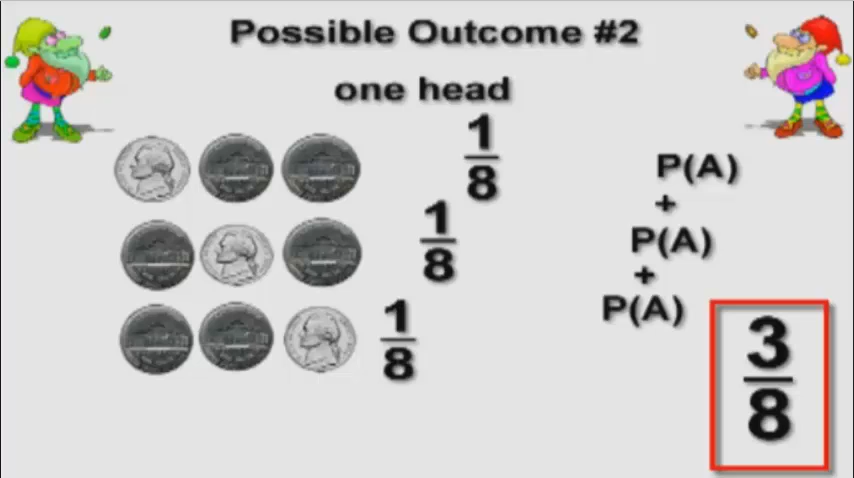 Possible Outcome #2
one head
1/8
1/8
1/8
P(A)
+
P(A)
+
P(A)
3/8